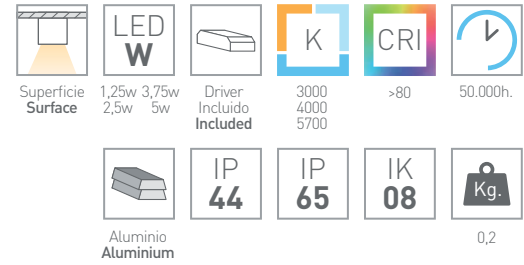 LED
W
K
CRI
Superficie
Surface
1,25w 3,75w
2,5w 5w
Driver
Incluido
Included
3000
4000
5700
>80
50.000h.
IP
44
IP
65
IK
08
Kg.
Aluminio
Aluminium
0,2